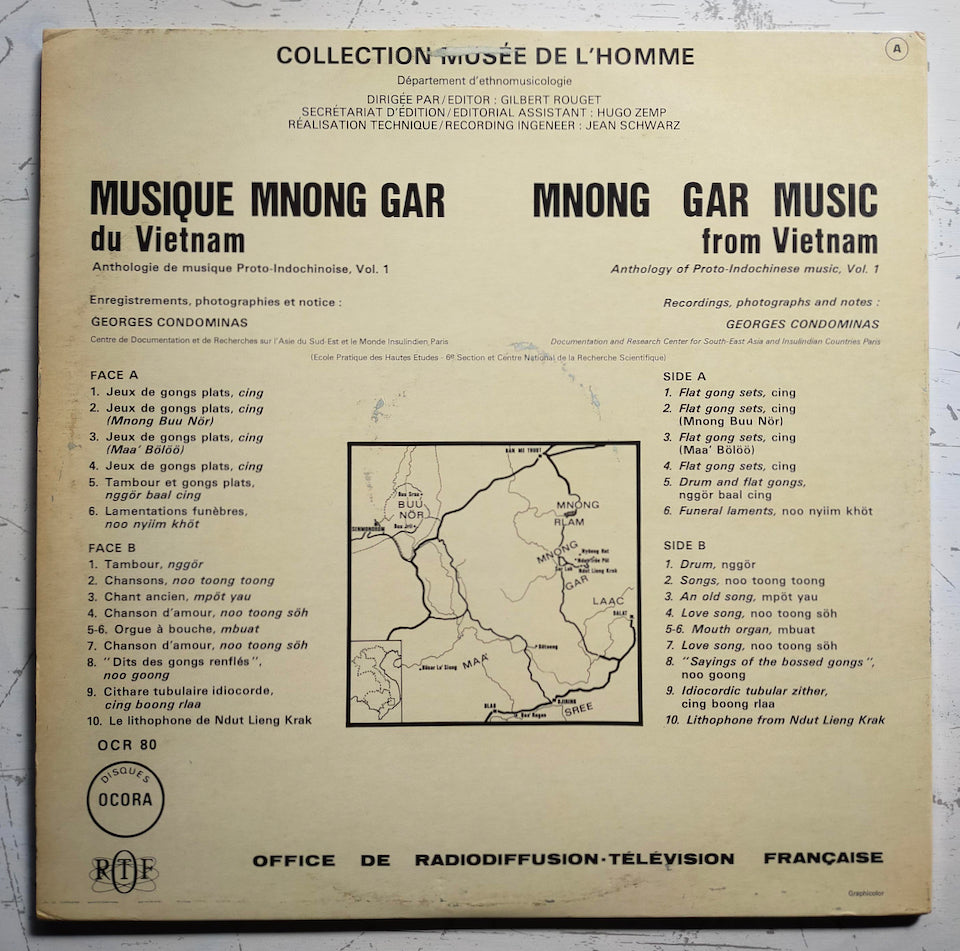 COLLECTION MUSÉE DE L'HOMME
A
Département d'ethnomusicologie
DIRIGÉE PAR/EDITOR : GILBERT ROUGET
SECRÉTARIAT D'ÉDITION/EDITORIAL ASSISTANT : HUGO ZEMP
RÉALISATION TECHNIQUE/RECORDING INGENEER : JEAN SCHWARZ
MUSIQUE MNONG GAR
du Vietnam
Anthologie de musique Proto-Indochinoise, Vol. 1
MNONG GAR MUSIC
from Vietnam
Anthology of Proto-Indochinese music, Vol. 1
Enregistrements, photographies et notice :
GEORGES CONDOMINAS
Centre de Documentation et de Recherches sur l'Asie du Sud-Est et le Monde Insulindien, Paris
Recordings, photographs and notes :
GEORGES CONDOMINAS
Documentation and Research Center for South-East Asia and Insulindian Countries Paris
(Ecole Pratique des Hautes Etudes - 6e Section et Centre National de la Recherche Scientifique)
FACE A
1. Jeux de gongs plats, cing
2. Jeux de gongs plats, cing
(Mnong Buu Nör)
3. Jeux de gongs plats, cing
(Maa' Bölöö)
4. Jeux de gongs plats, cing
5. Tambour et gongs plats,
nggör baal cing
6. Lamentations funèbres,
noo nyiim khöt
FACE B
1. Tambour, nggör
2. Chansons, noo toong toong
3. Chant ancien, mpöt yau
4. Chanson d'amour, noo toong söh
5-6. Orgue à bouche, mbuat
7. Chanson d'amour, noo toong söh
8. "Dits des gongs renflés",
noo goong
9. Cithare tubulaire idiocorde,
cing boong rlaa
10. Le lithophone de Ndut Lieng Krak
SIDE A
1. Flat gong sets, cing
2. Flat gong sets, cing
(Mnong Buu Nör)
3. Flat gong sets, cing
(Maa' Bölöö)
4. Flat gong sets, cing
5. Drum and flat gongs,
nggör baal cing
6. Funeral laments, noo nyiim khöt
SIDE B
1. Drum, nggör
2. Songs, noo toong toong
3. An old song, mpöt yau
4. Love song, noo toong söh
5-6. Mouth organ, mbuat
7. Love song, noo toong söh
8. "Sayings of the bossed gongs",
noo goong
9. Idiocordic tubular zither,
cing boong rlaa
10. Lithophone from Ndut Lieng Krak
BAN ME THUOT
Buu Sraa
BUU
NÖR
SENMONOROM
MNONG
RLAM
MNONG
GAR
Ndut Lieng Krak
LAAC
DALAT
MAA'
BLAO
DJIRING
SREE
OCR 80
DISQUES
OCORA
RTF
OFFICE DE RADIODIFFUSION-TÉLÉVISION FRANÇAISE
Graphicolor